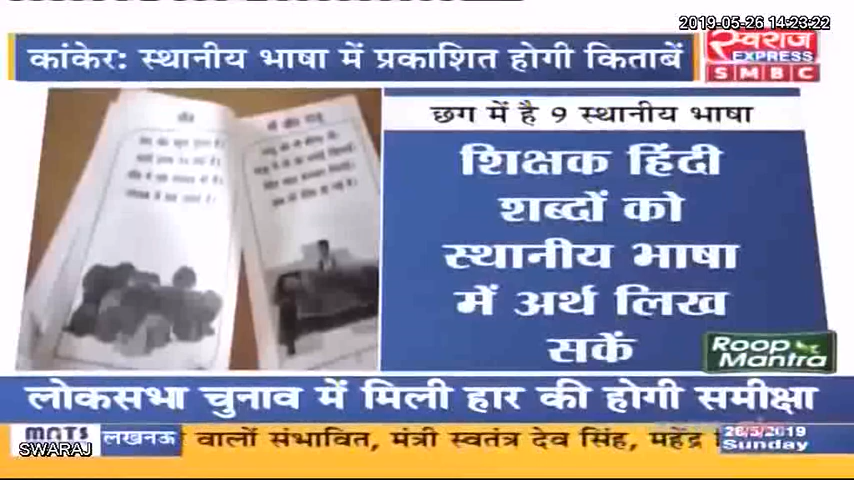 2019-05-26 14:23:22
कांकेर: स्थानीय भाषा में प्रकाशित होगी किताबें
स्वराज
EXPRESS
SMBC
छग में है 9 स्थानीय भाषा
शिक्षक हिंदी
शब्दों को
स्थानीय भाषा
में अर्थ लिख
सकें
Roop
Mantra
लोकसभा चुनाव में मिली हार की होगी समीक्षा
MATS
SWARAJ
लखनऊ
वालों संभावित, मंत्री स्वतंत्र देव सिंह, महेंद्र
26/5/2019
Sunday